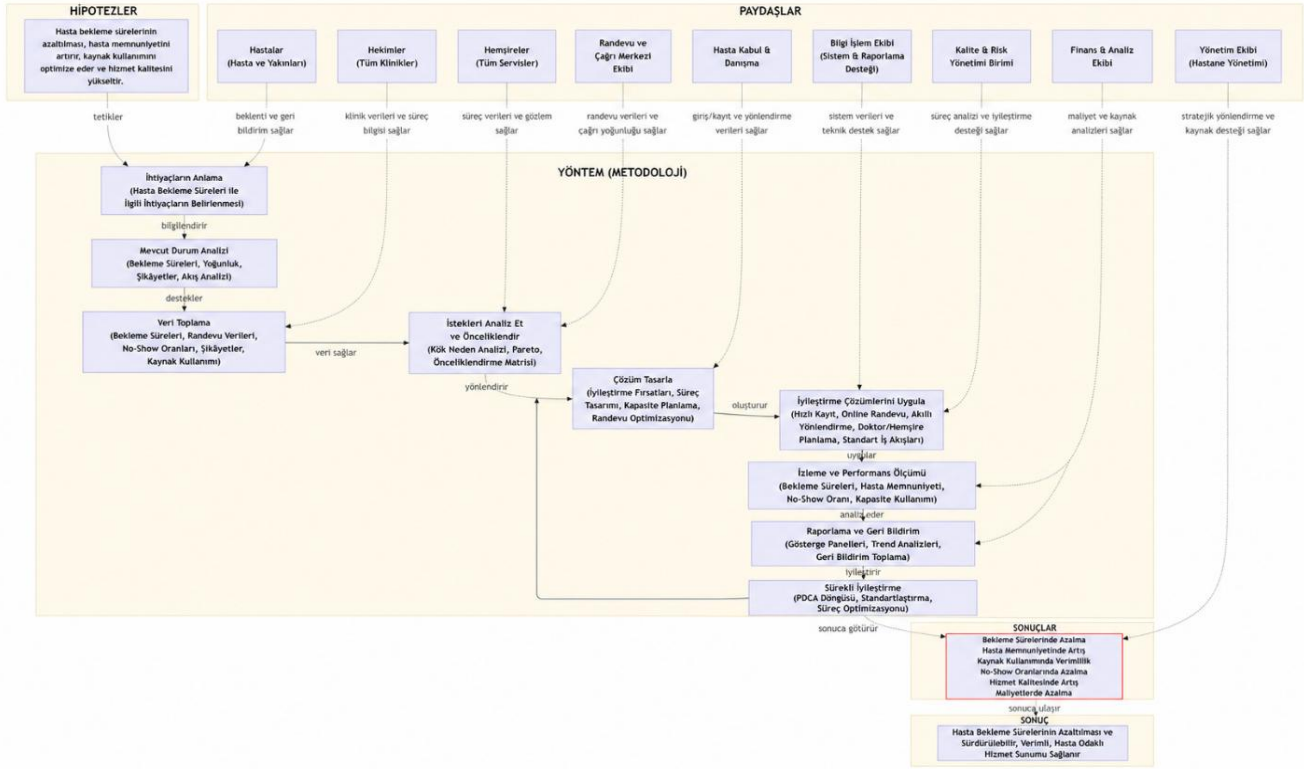 HİPOTEZLER
Hasta bekleme sürelerinin
azaltılması, hasta memnuniyetini
artırır, kaynak kullanımını
optimize eder ve hizmet kalitesini
yükseltir.
PAYDAŞLAR
Hastalar
(Hasta ve Yakınları)
Hekimler
(Tüm Klinikler)
Hemşireler
(Tüm Servisler)
Randevu ve
Çağrı Merkezi
Ekibi
Hasta Kabul &
Danışma
Bilgi İşlem Ekibi
(Sistem & Raporlama
Desteği)
Kalite & Risk
Yönetimi Birimi
Finans & Analiz
Ekibi
Yönetim Ekibi
(Hastane Yönetimi)
tetikler
beklenti ve geri
bildirim sağlar
klinik verileri ve süreç
bilgisi sağlar
süreç verileri ve gözlem
sağlar
randevu verileri ve
çağrı yoğunluğu sağlar
giriş/kayıt ve yönlendirme
verileri sağlar
sistem verileri ve
teknik destek sağlar
süreç analizi ve iyileştirme
desteği sağlar
maliyet ve kaynak
analizleri sağlar
stratejik yönlendirme ve
kaynak desteği sağlar
YÖNTEM (METODOLOJİ)
İhtiyaçların Anlama
(Hasta Bekleme Süreleri ile
İlgili İhtiyaçların Belirlenmesi)
bilgilendirir
Mevcut Durum Analizi
(Bekleme Süreleri, Yoğunluk,
Şikâyetler, Akış Analizi)
destekler
Veri Toplama
(Bekleme Süreleri, Randevu Verileri,
No-Show Oranları, Şikâyetler,
Kaynak Kullanımı)
veri sağlar
İstekleri Analiz Et
ve Önceliklendir
(Kök Neden Analizi, Pareto,
Önceliklendirme Matrisi)
yönlendirir
Çözüm Tasarla
(İyileştirme Fırsatları, Süreç
Tasarımı, Kapasite Planlama,
Randevu Optimizasyonu)
oluşturur
İyileştirme Çözümlerini Uygula
(Hızlı Kayıt, Online Randevu, Akıllı
Yönlendirme, Doktor/Hemşire
Planlama, Standart İş Akışları)
uygular
İzleme ve Performans Ölçümü
(Bekleme Süreleri, Hasta Memnuniyeti,
No-Show Oranı, Kapasite Kullanımı)
analiz eder
Raporlama ve Geri Bildirim
(Gösterge Panelleri, Trend Analizleri,
Geri Bildirim Toplama)
iyileştirir
Sürekli İyileştirme
(PDCA Döngüsü, Standartlaştırma,
Süreç Optimizasyonu)
sonuca götürür
SONUÇLAR
Bekleme Sürelerinde Azalma
Hasta Memnuniyetinde Artış
Kaynak Kullanımında Verimlilik
No-Show Oranlarında Azalma
Hizmet Kalitesinde Artış
Maliyetlerde Azalma
sonuca ulaşır
SONUÇ
Hasta Bekleme Sürelerinin Azaltılması ve
Sürdürülebilir, Verimli, Hasta Odaklı
Hizmet Sunumu Sağlanır